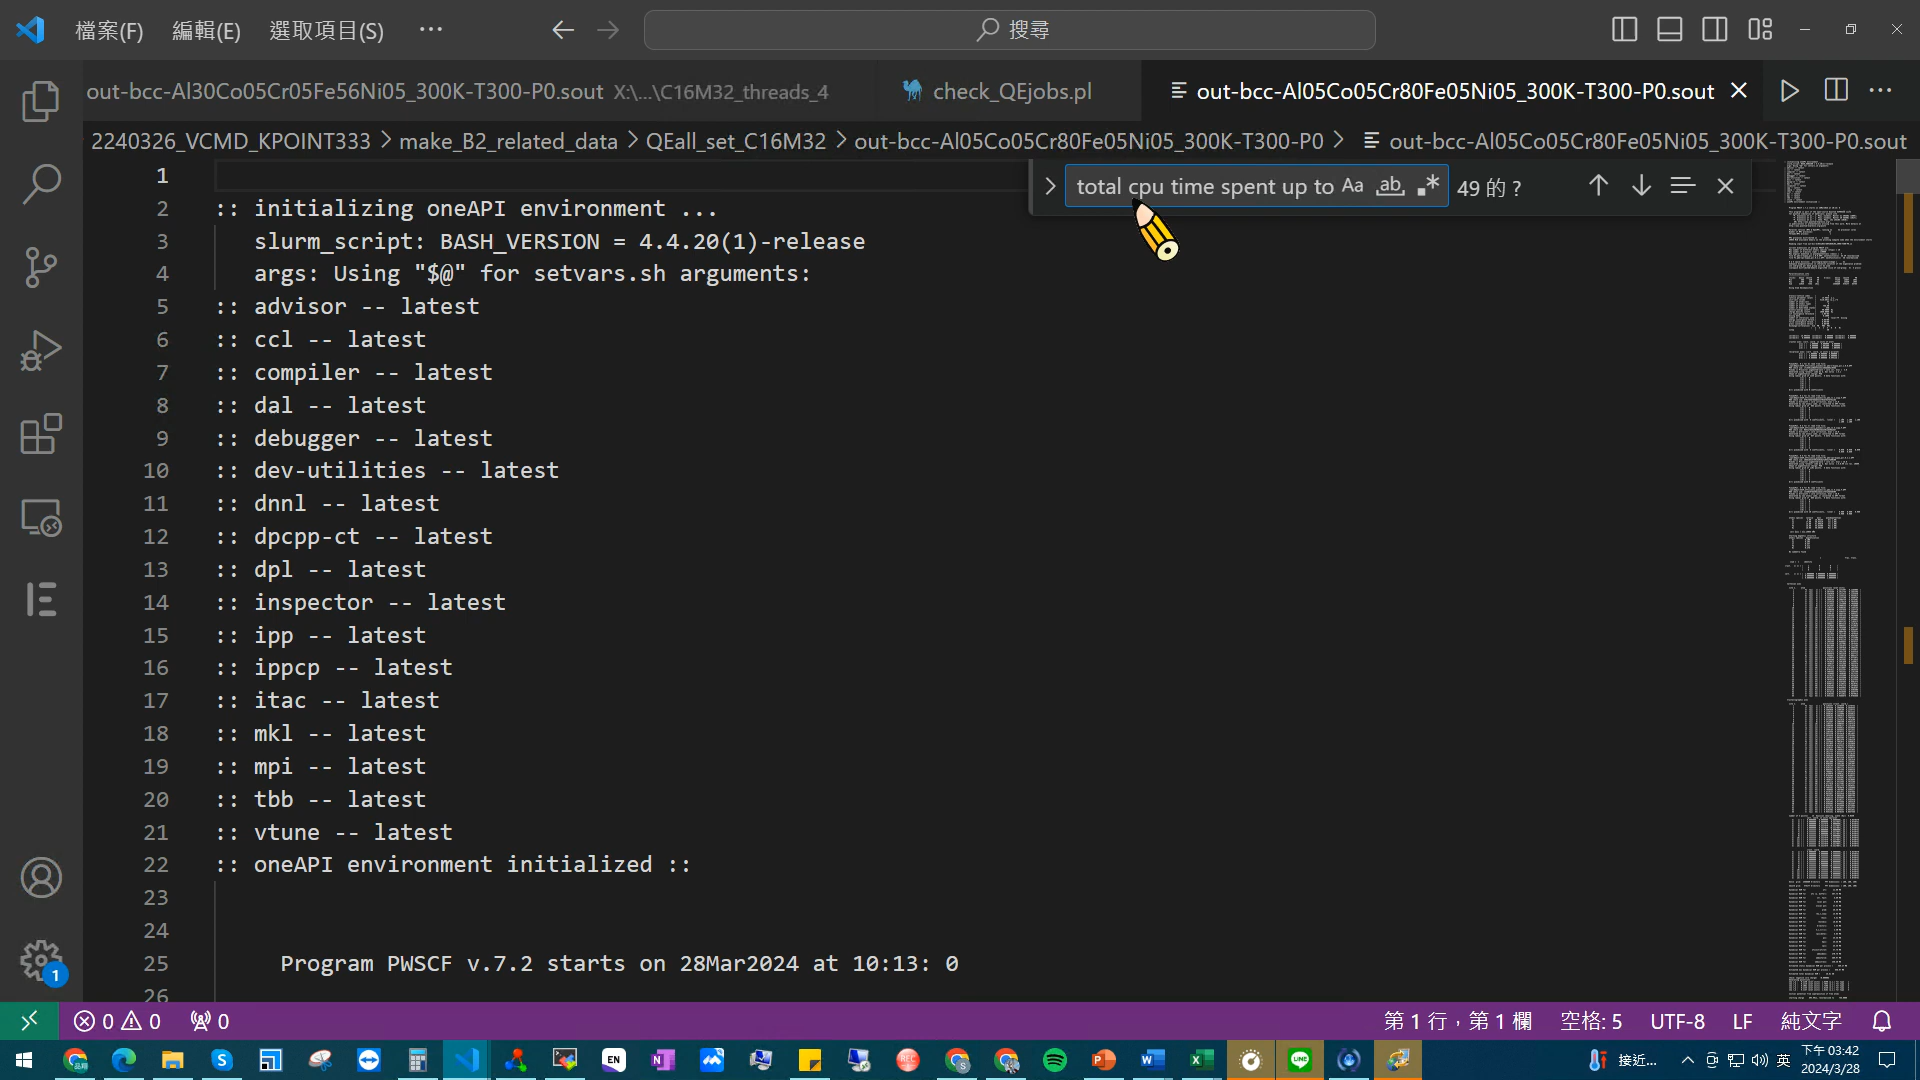 檔案(F) 編輯(E) 選取項目(S) ··· 搜尋
out-bcc-Al30Co05Cr05Fe56Ni05_300K-T300-P0.sout X:\...\C16M32_threads_4 check_QEjobs.pl out-bcc-Al05Co05Cr80Fe05Ni05_300K-T300-P0.sout
2240326_VCMD_KPOINT333 > make_B2_related_data > QEall_set_C16M32 > out-bcc-Al05Co05Cr80Fe05Ni05_300K-T300-P0 > out-bcc-Al05Co05Cr80Fe05Ni05_300K-T300-P0.sout
total cpu time spent up to Aa ab .* 49 的 ?
1
2 :: initializing oneAPI environment ...
3 slurm_script: BASH_VERSION = 4.4.20(1)-release
4 args: Using "$@" for setvars.sh arguments:
5 :: advisor -- latest
6 :: ccl -- latest
7 :: compiler -- latest
8 :: dal -- latest
9 :: debugger -- latest
10 :: dev-utilities -- latest
11 :: dnnl -- latest
12 :: dpcpp-ct -- latest
13 :: dpl -- latest
14 :: inspector -- latest
15 :: ipp -- latest
16 :: ippcp -- latest
17 :: itac -- latest
18 :: mkl -- latest
19 :: mpi -- latest
20 :: tbb -- latest
21 :: vtune -- latest
22 :: oneAPI environment initialized ::
23
24
25 Program PWSCF v.7.2 starts on 28Mar2024 at 10:13: 0
26
1
0 0 0 第 1 行，第 1 欄 空格: 5 UTF-8 LF 純文字
EN REC LINE 接近... 英 下午 03:42
2024/3/28